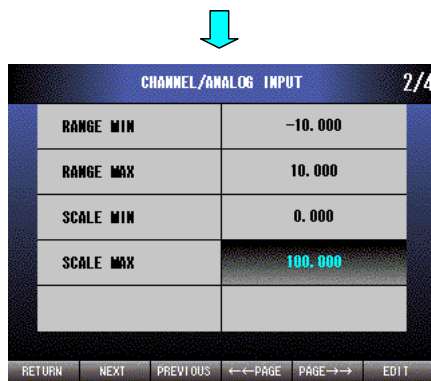 CHANNEL/ANALOG INPUT 2/4
RANGE MIN -10.000
RANGE MAX 10.000
SCALE MIN 0.000
SCALE MAX 100.000
RETURN NEXT PREVIOUS ←←PAGE PAGE→→ EDIT